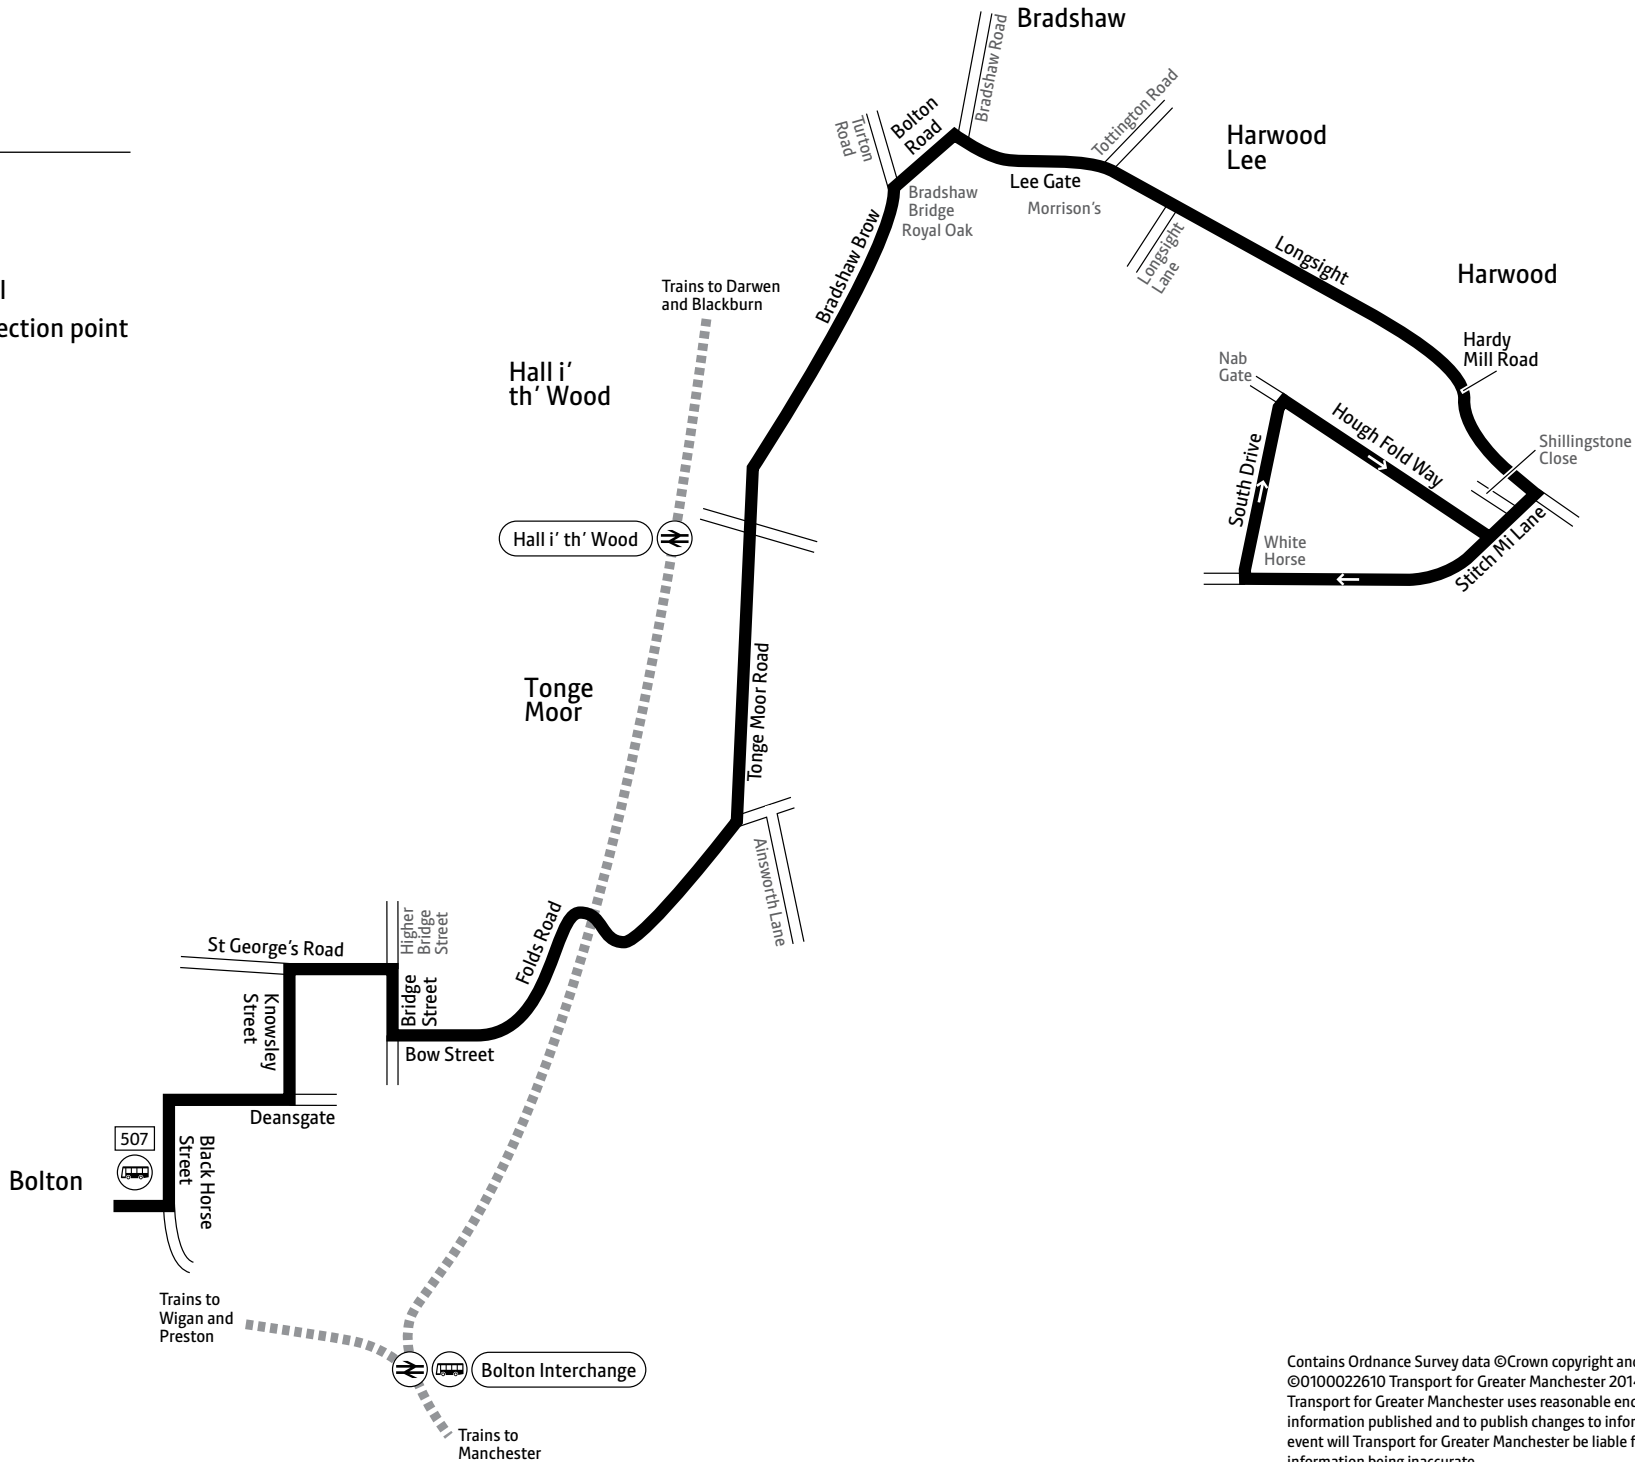 Bradshaw
Bradshaw Road
Tottington Road
Harwood
Lee
Bolton
Road
Turton
Road
Lee Gate
Bradshaw
Bridge
Royal Oak
Morrison's
Longsight
Lane
Longsight
Harwood
Bradshaw Brow
l
ection point
Trains to Darwen
and Blackburn
Hardy
Mill Road
Nab
Gate
Hall i'
th' Wood
Hough Fold Way
South Drive
Shillingstone
Close
Hall i' th' Wood
White
Horse
Stitch Mi Lane
Tonge
Moor
Tonge Moor Road
Ainsworth Lane
Folds Road
Higher
Bridge
Street
St George's Road
Knowsley
Street
Bridge
Street
Bow Street
Deansgate
507
Black Horse
Street
Bolton
Trains to
Wigan and
Preston
Bolton Interchange
Trains to
Manchester
Contains Ordnance Survey data ©Crown copyright and
©0100022610 Transport for Greater Manchester 201
Transport for Greater Manchester uses reasonable
information published and to publish changes to
event will Transport for Greater Manchester be liable
information being inaccurate